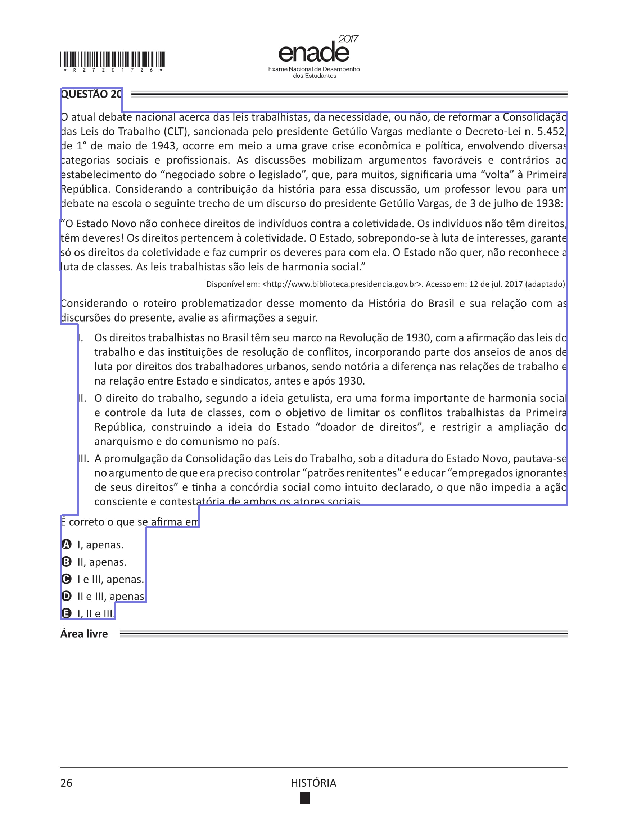 *R27201726*
2017
enade
Exame Nacional de Desempenho
dos Estudantes
QUESTÃO 20
O atual debate nacional acerca das leis trabalhistas, da necessidade, ou não, de reformar a Consolidação
das Leis do Trabalho (CLT), sancionada pelo presidente Getúlio Vargas mediante o Decreto-Lei n. 5.452,
de 1° de maio de 1943, ocorre em meio a uma grave crise econômica e política, envolvendo diversas
categorias sociais e profissionais. As discussões mobilizam argumentos favoráveis e contrários ao
estabelecimento do “negociado sobre o legislado”, que, para muitos, significaria uma “volta” à Primeira
República. Considerando a contribuição da história para essa discussão, um professor levou para um
debate na escola o seguinte trecho de um discurso do presidente Getúlio Vargas, de 3 de julho de 1938:
“O Estado Novo não conhece direitos de indivíduos contra a coletividade. Os indivíduos não têm direitos,
têm deveres! Os direitos pertencem à coletividade. O Estado, sobrepondo-se à luta de interesses, garante
só os direitos da coletividade e faz cumprir os deveres para com ela. O Estado não quer, não reconhece a
luta de classes. As leis trabalhistas são leis de harmonia social.”
Disponível em: <http://www.biblioteca.presidencia.gov.br>. Acesso em: 12 de jul. 2017 (adaptado).
Considerando o roteiro problematizador desse momento da História do Brasil e sua relação com as
discursões do presente, avalie as afirmações a seguir.
I. Os direitos trabalhistas no Brasil têm seu marco na Revolução de 1930, com a afirmação das leis do
trabalho e das instituições de resolução de conflitos, incorporando parte dos anseios de anos de
luta por direitos dos trabalhadores urbanos, sendo notória a diferença nas relações de trabalho e
na relação entre Estado e sindicatos, antes e após 1930.
II. O direito do trabalho, segundo a ideia getulista, era uma forma importante de harmonia social
e controle da luta de classes, com o objetivo de limitar os conflitos trabalhistas da Primeira
República, construindo a ideia do Estado “doador de direitos”, e restrigir a ampliação do
anarquismo e do comunismo no país.
III. A promulgação da Consolidação das Leis do Trabalho, sob a ditadura do Estado Novo, pautava-se
no argumento de que era preciso controlar “patrões renitentes” e educar “empregados ignorantes
de seus direitos” e tinha a concórdia social como intuito declarado, o que não impedia a ação
consciente e contestatória de ambos os atores sociais.
É correto o que se afirma em
A I, apenas.
B II, apenas.
C I e III, apenas.
D II e III, apenas.
E I, II e III.
Área livre
26
HISTÓRIA